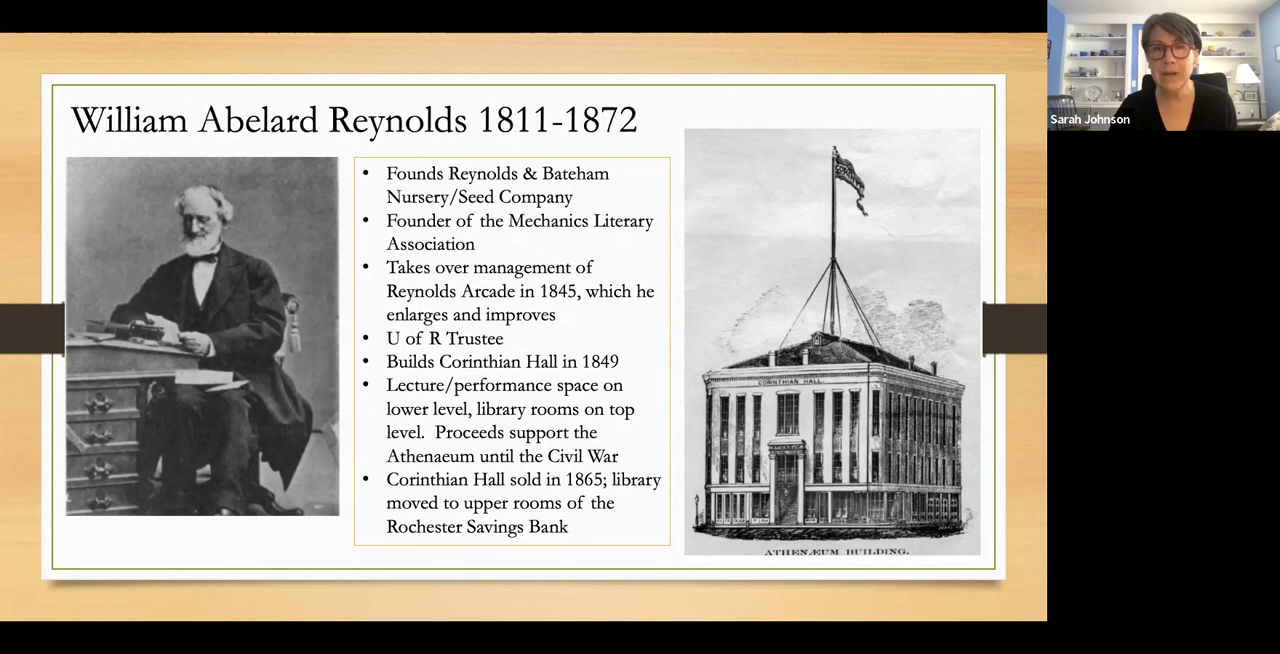 William Abelard Reynolds 1811-1872
• Founds Reynolds & Bateham
Nursery/Seed Company
• Founder of the Mechanics Literary
Association
• Takes over management of
Reynolds Arcade in 1845, which he
enlarges and improves
• U of R Trustee
• Builds Corinthian Hall in 1849
• Lecture/performance space on
lower level, library rooms on top
level. Proceeds support the
Athenaeum until the Civil War
• Corinthian Hall sold in 1865; library
moved to upper rooms of the
Rochester Savings Bank
CORINTHIAN HALL
ATHENÆUM BUILDING.
Sarah Johnson